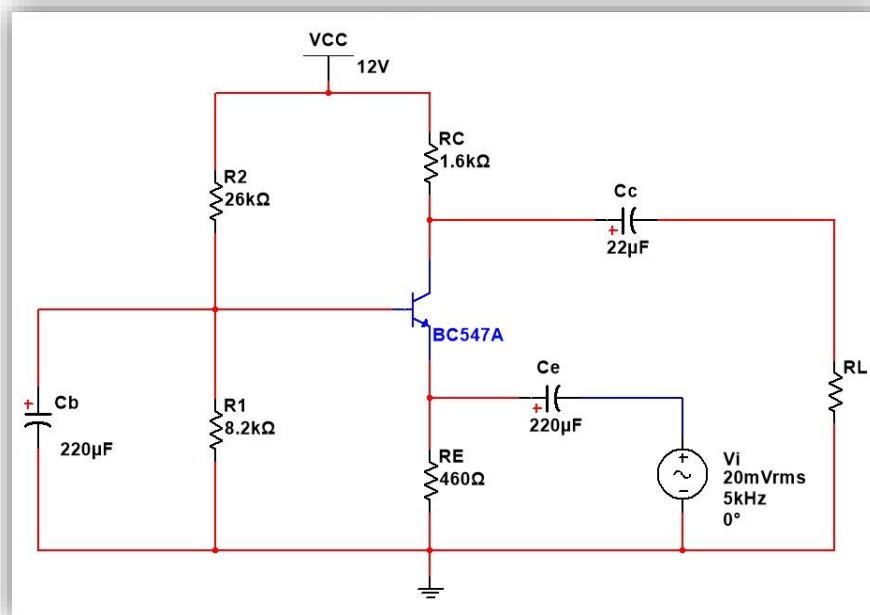 VCC
12V
RC
1.6kΩ
R2
26kΩ
Cc
+
22µF
BC547A
Ce
+
220µF
RL
+
Cb
220µF
R1
8.2kΩ
RE
460Ω
+
Vi
20mVrms
5kHz
0°